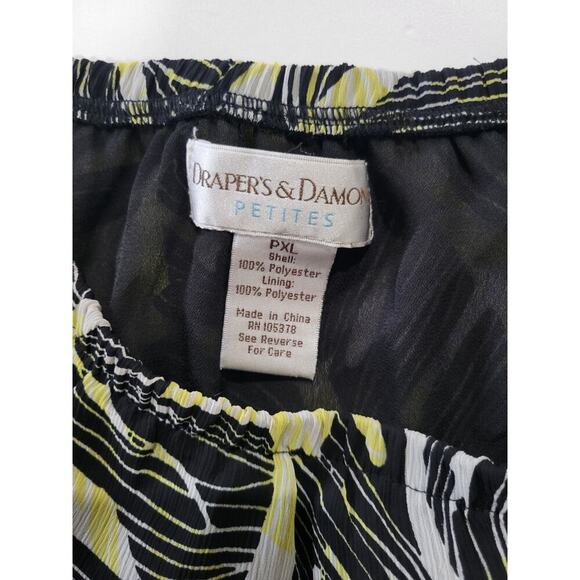 DRAPER'S & DAMON
PETITES
PXL
Shell:
100% Polyester
Lining:
100% Polyester
Made in China
RN 105378
See Reverse
For Care